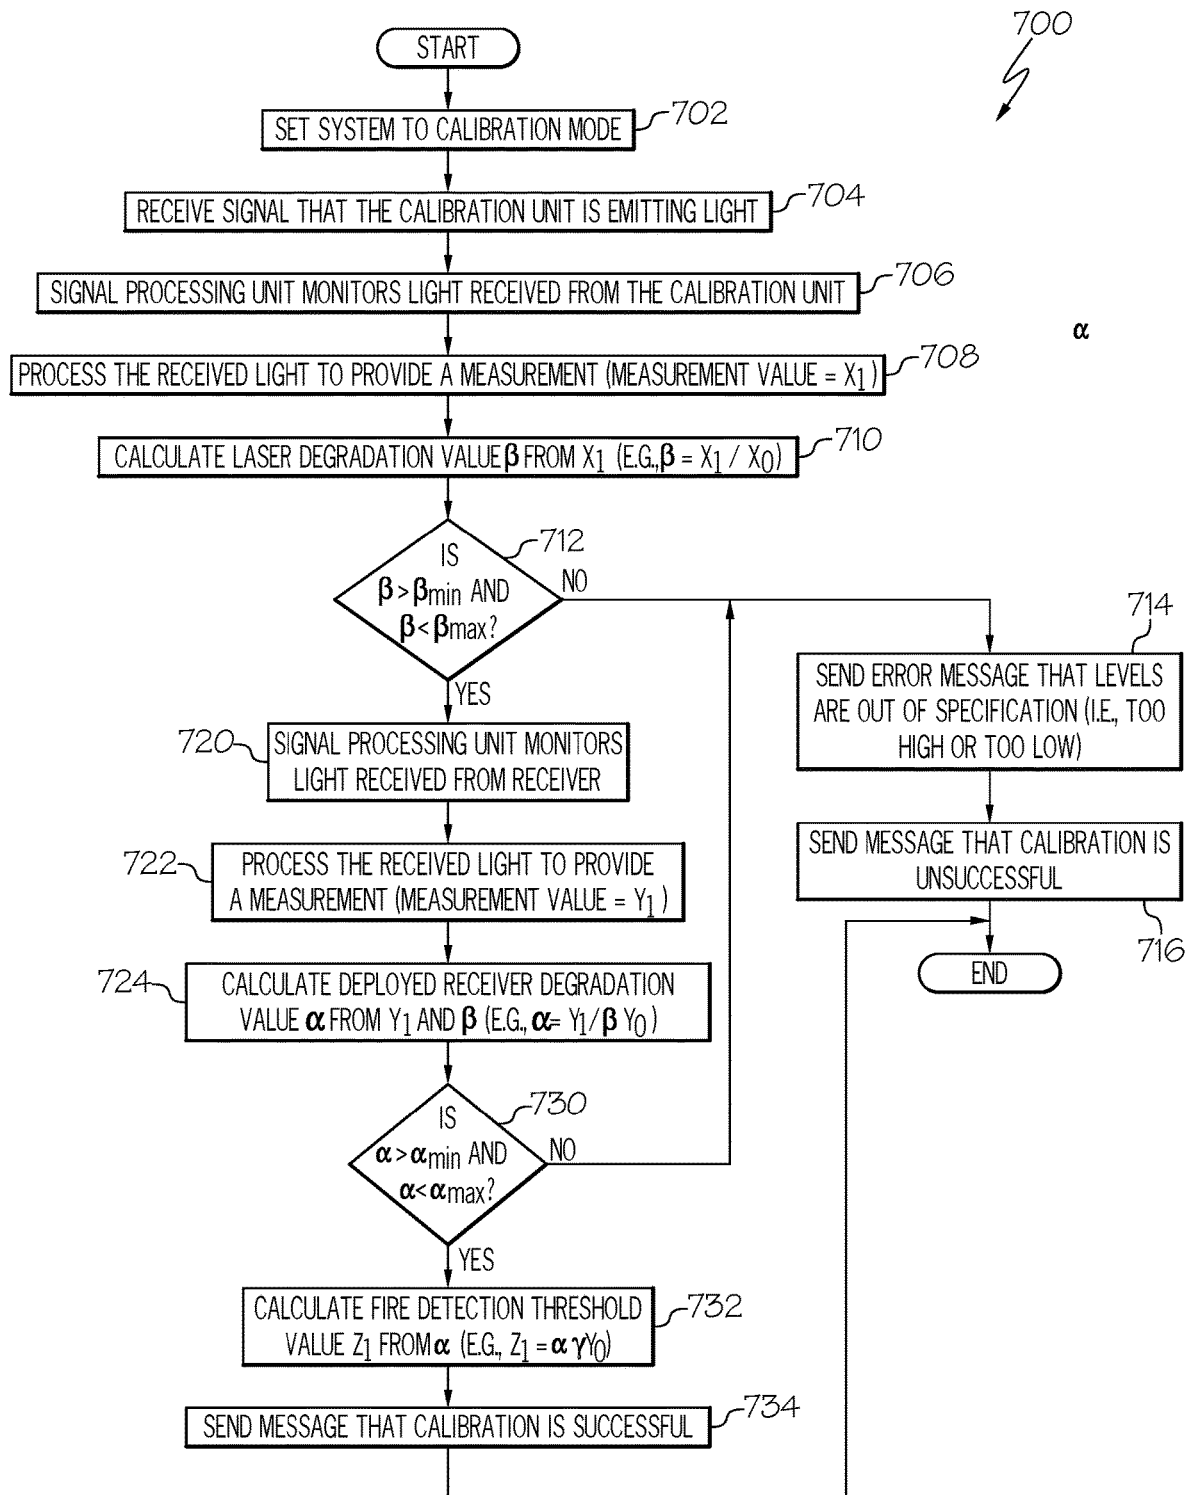 700
START
SET SYSTEM TO CALIBRATION MODE
702
RECEIVE SIGNAL THAT THE CALIBRATION UNIT IS EMITTING LIGHT
704
SIGNAL PROCESSING UNIT MONITORS LIGHT RECEIVED FROM THE CALIBRATION UNIT
706
α
PROCESS THE RECEIVED LIGHT TO PROVIDE A MEASUREMENT (MEASUREMENT VALUE = X1)
708
CALCULATE LASER DEGRADATION VALUE β FROM X1 (E.G., β = X1 / X0)
710
IS
β > βmin AND
β < βmax?
712
NO
YES
714
SEND ERROR MESSAGE THAT LEVELS
ARE OUT OF SPECIFICATION (I.E., TOO
HIGH OR TOO LOW)
SEND MESSAGE THAT CALIBRATION IS
UNSUCCESSFUL
716
END
720
SIGNAL PROCESSING UNIT MONITORS
LIGHT RECEIVED FROM RECEIVER
722
PROCESS THE RECEIVED LIGHT TO PROVIDE
A MEASUREMENT (MEASUREMENT VALUE = Y1)
724
CALCULATE DEPLOYED RECEIVER DEGRADATION
VALUE α FROM Y1 AND β (E.G., α = Y1/ β Y0)
IS
α > αmin AND
α < αmax?
730
NO
YES
CALCULATE FIRE DETECTION THRESHOLD
VALUE Z1 FROM α (E.G., Z1 = α γY0)
732
SEND MESSAGE THAT CALIBRATION IS SUCCESSFUL
734